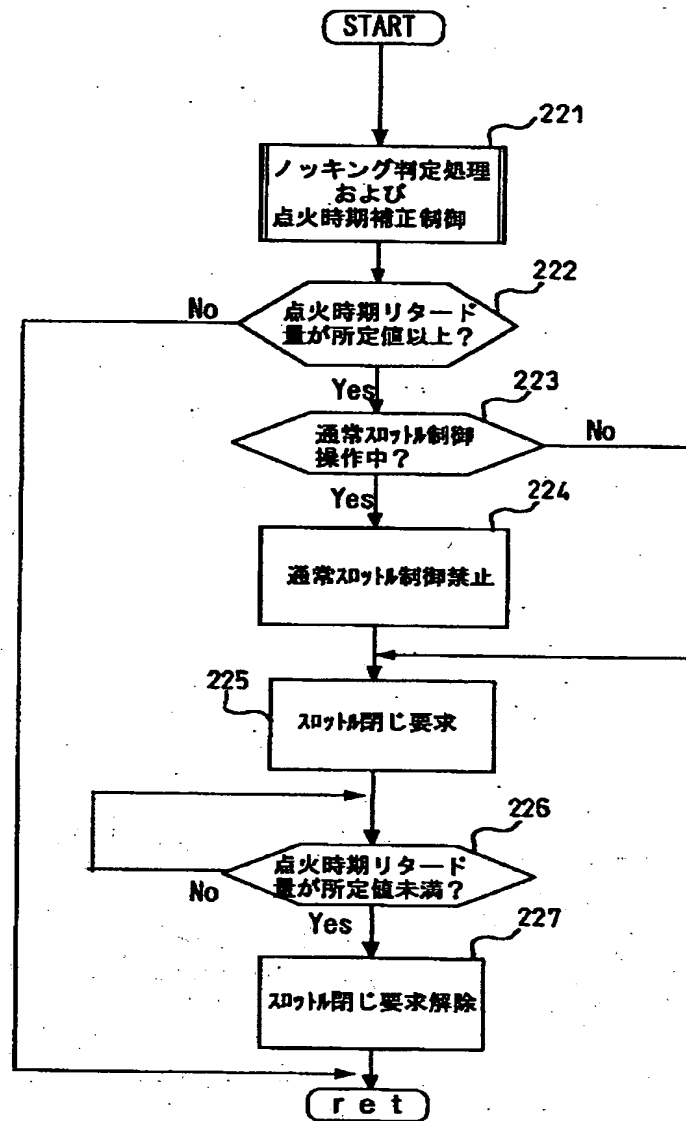 START
221
ノッキング判定処理
および
点火時期補正制御
222
No
点火時期リタード
量が所定値以上？
Yes
223
通常ｽﾛｯﾄﾙ制御
操作中？
No
Yes
224
通常ｽﾛｯﾄﾙ制御禁止
225
ｽﾛｯﾄﾙ閉じ要求
226
点火時期リタード
量が所定値未満？
No
Yes
227
ｽﾛｯﾄﾙ閉じ要求解除
ret